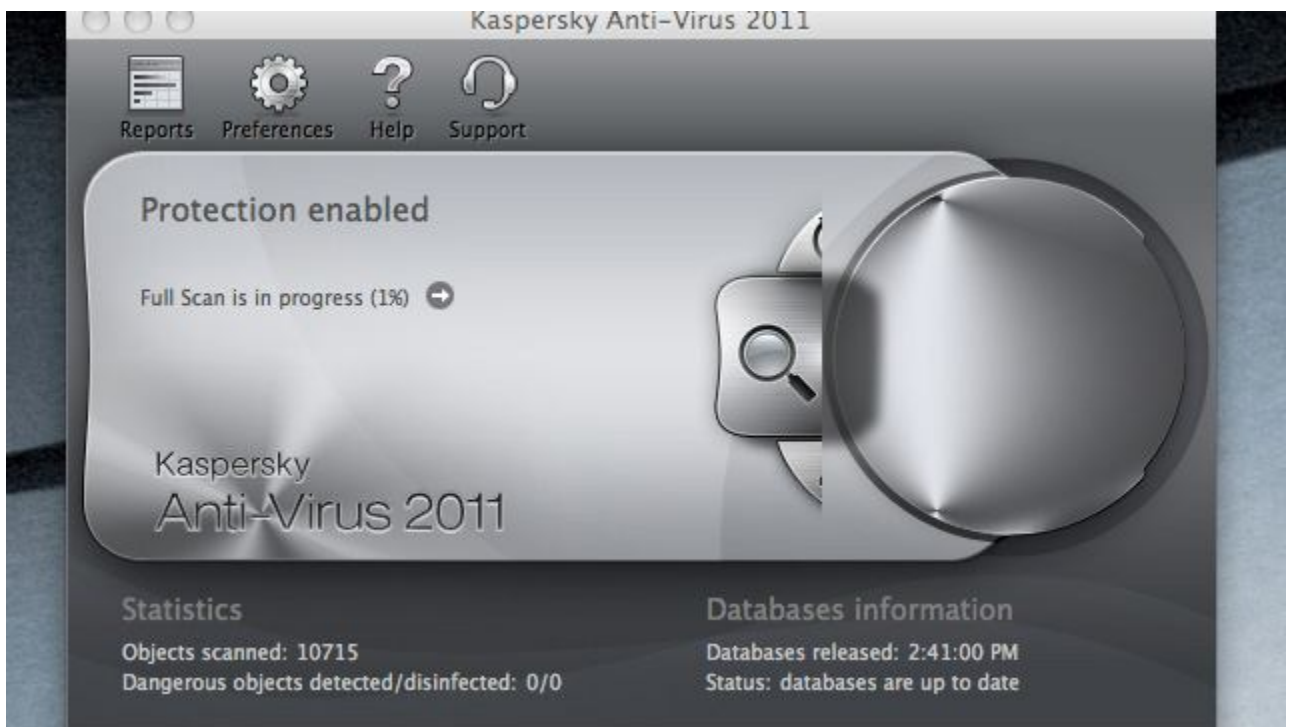 Kaspersky Anti-Virus 2011
Reports Preferences Help Support
Protection enabled
Full Scan is in progress (1%)
Kaspersky
Anti-Virus 2011
Statistics
Objects scanned: 10715
Dangerous objects detected/disinfected: 0/0
Databases information
Databases released: 2:41:00 PM
Status: databases are up to date